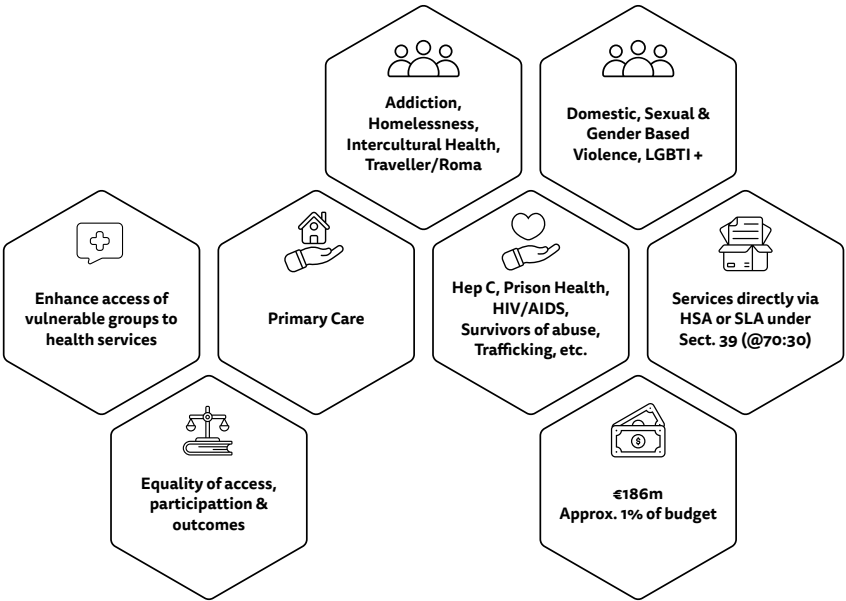 Addiction,
Homelessness,
Intercultural Health,
Traveller/Roma
Domestic, Sexual &
Gender Based
Violence, LGBTI +
Enhance access of
vulnerable groups to
health services
Primary Care
Hep C, Prison Health,
HIV/AIDS,
Survivors of abuse,
Trafficking, etc.
Services directly via
HSA or SLA under
Sect. 39 (@70:30)
Equality of access,
participattion &
outcomes
€186m
Approx. 1% of budget